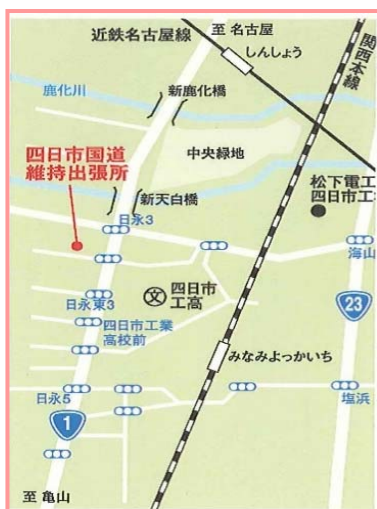 至 名古屋
近鉄名古屋線
しんしょう
関西本線
鹿化川
新鹿化橋
中央緑地
四日市国道
維持出張所
松下電工
四日市工
新天白橋
日永3
海山
四日市
工高
文
23
日永東3
四日市工業
高校前
みなみよっかいち
日永5
塩浜
1
至 亀山